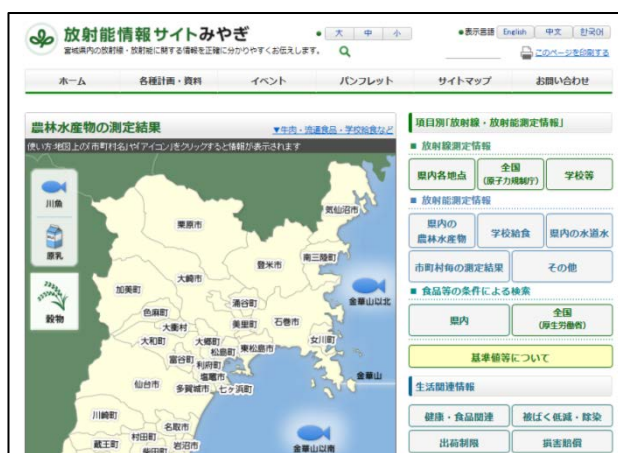 放射能情報サイトみやぎ
宮城県内の放射線・放射能に関する情報を正確に分かりやすくお伝えします。
大 中 小
表示言語 English 中文 한국어
このページを印刷する
ホーム 各種計画・資料 イベント パンフレット サイトマップ お問い合わせ
農林水産物の測定結果
▼牛肉・流通食品・学校給食など
使い方:地図上の「市町村名」や「アイコン」をクリックすると情報が表示されます
川魚
原乳
穀物
気仙沼市
栗原市
南三陸町
登米市
大崎市
加美町
金華山以北
涌谷町
色麻町
美里町
石巻市
大衡村
女川町
大和町
大郷町
松島町
東松島市
富谷町
利府町
塩竈市
金華山
仙台市
多賀城市
七ヶ浜町
川崎町
名取市
村田町
岩沼市
蔵王町
柴田町
金華山以南
項目別「放射線・放射能測定情報」
■ 放射線測定情報
県内各地点
全国
(原子力規制庁)
学校等
■ 放射能測定情報
県内の
農林水産物
学校給食
県内の水道水
市町村毎の測定結果
その他
■ 食品等の条件による検索
県内
全国
(厚生労働省)
基準値等について
生活関連情報
健康・食品関連
被ばく低減・除染
出荷制限
損害賠償